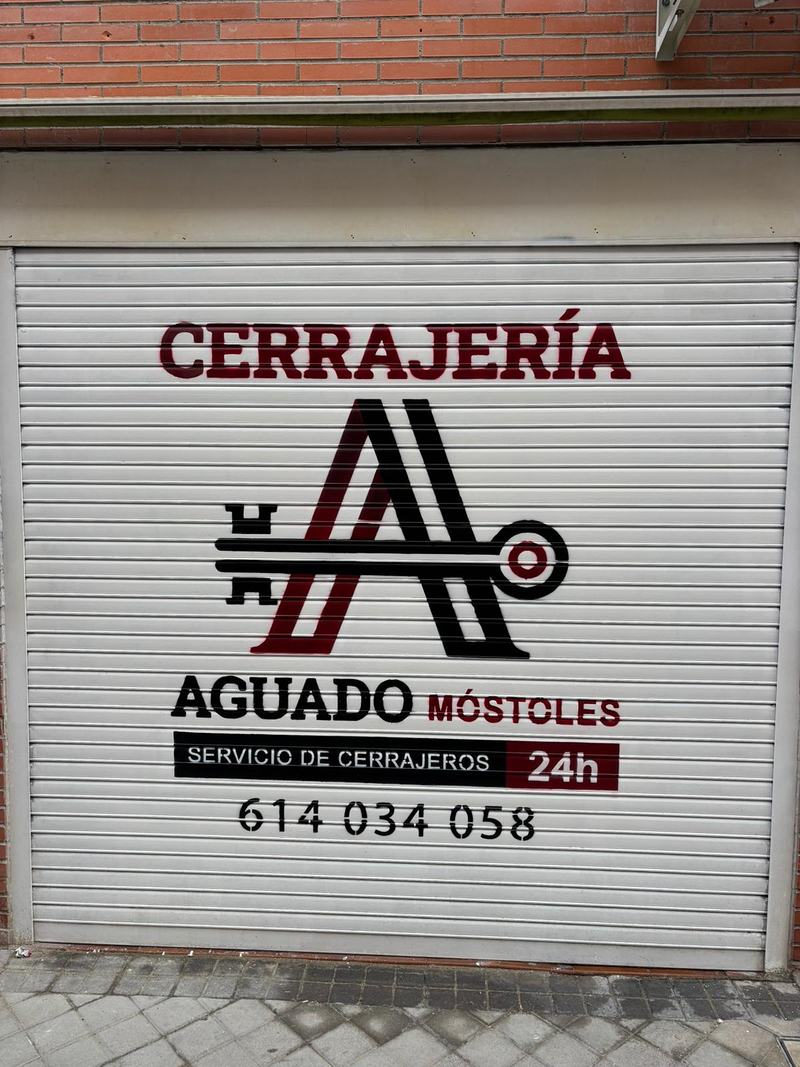 CERRAJERÍA
A
AGUADO MÓSTOLES
SERVICIO DE CERRAJEROS 24h
614 034 058